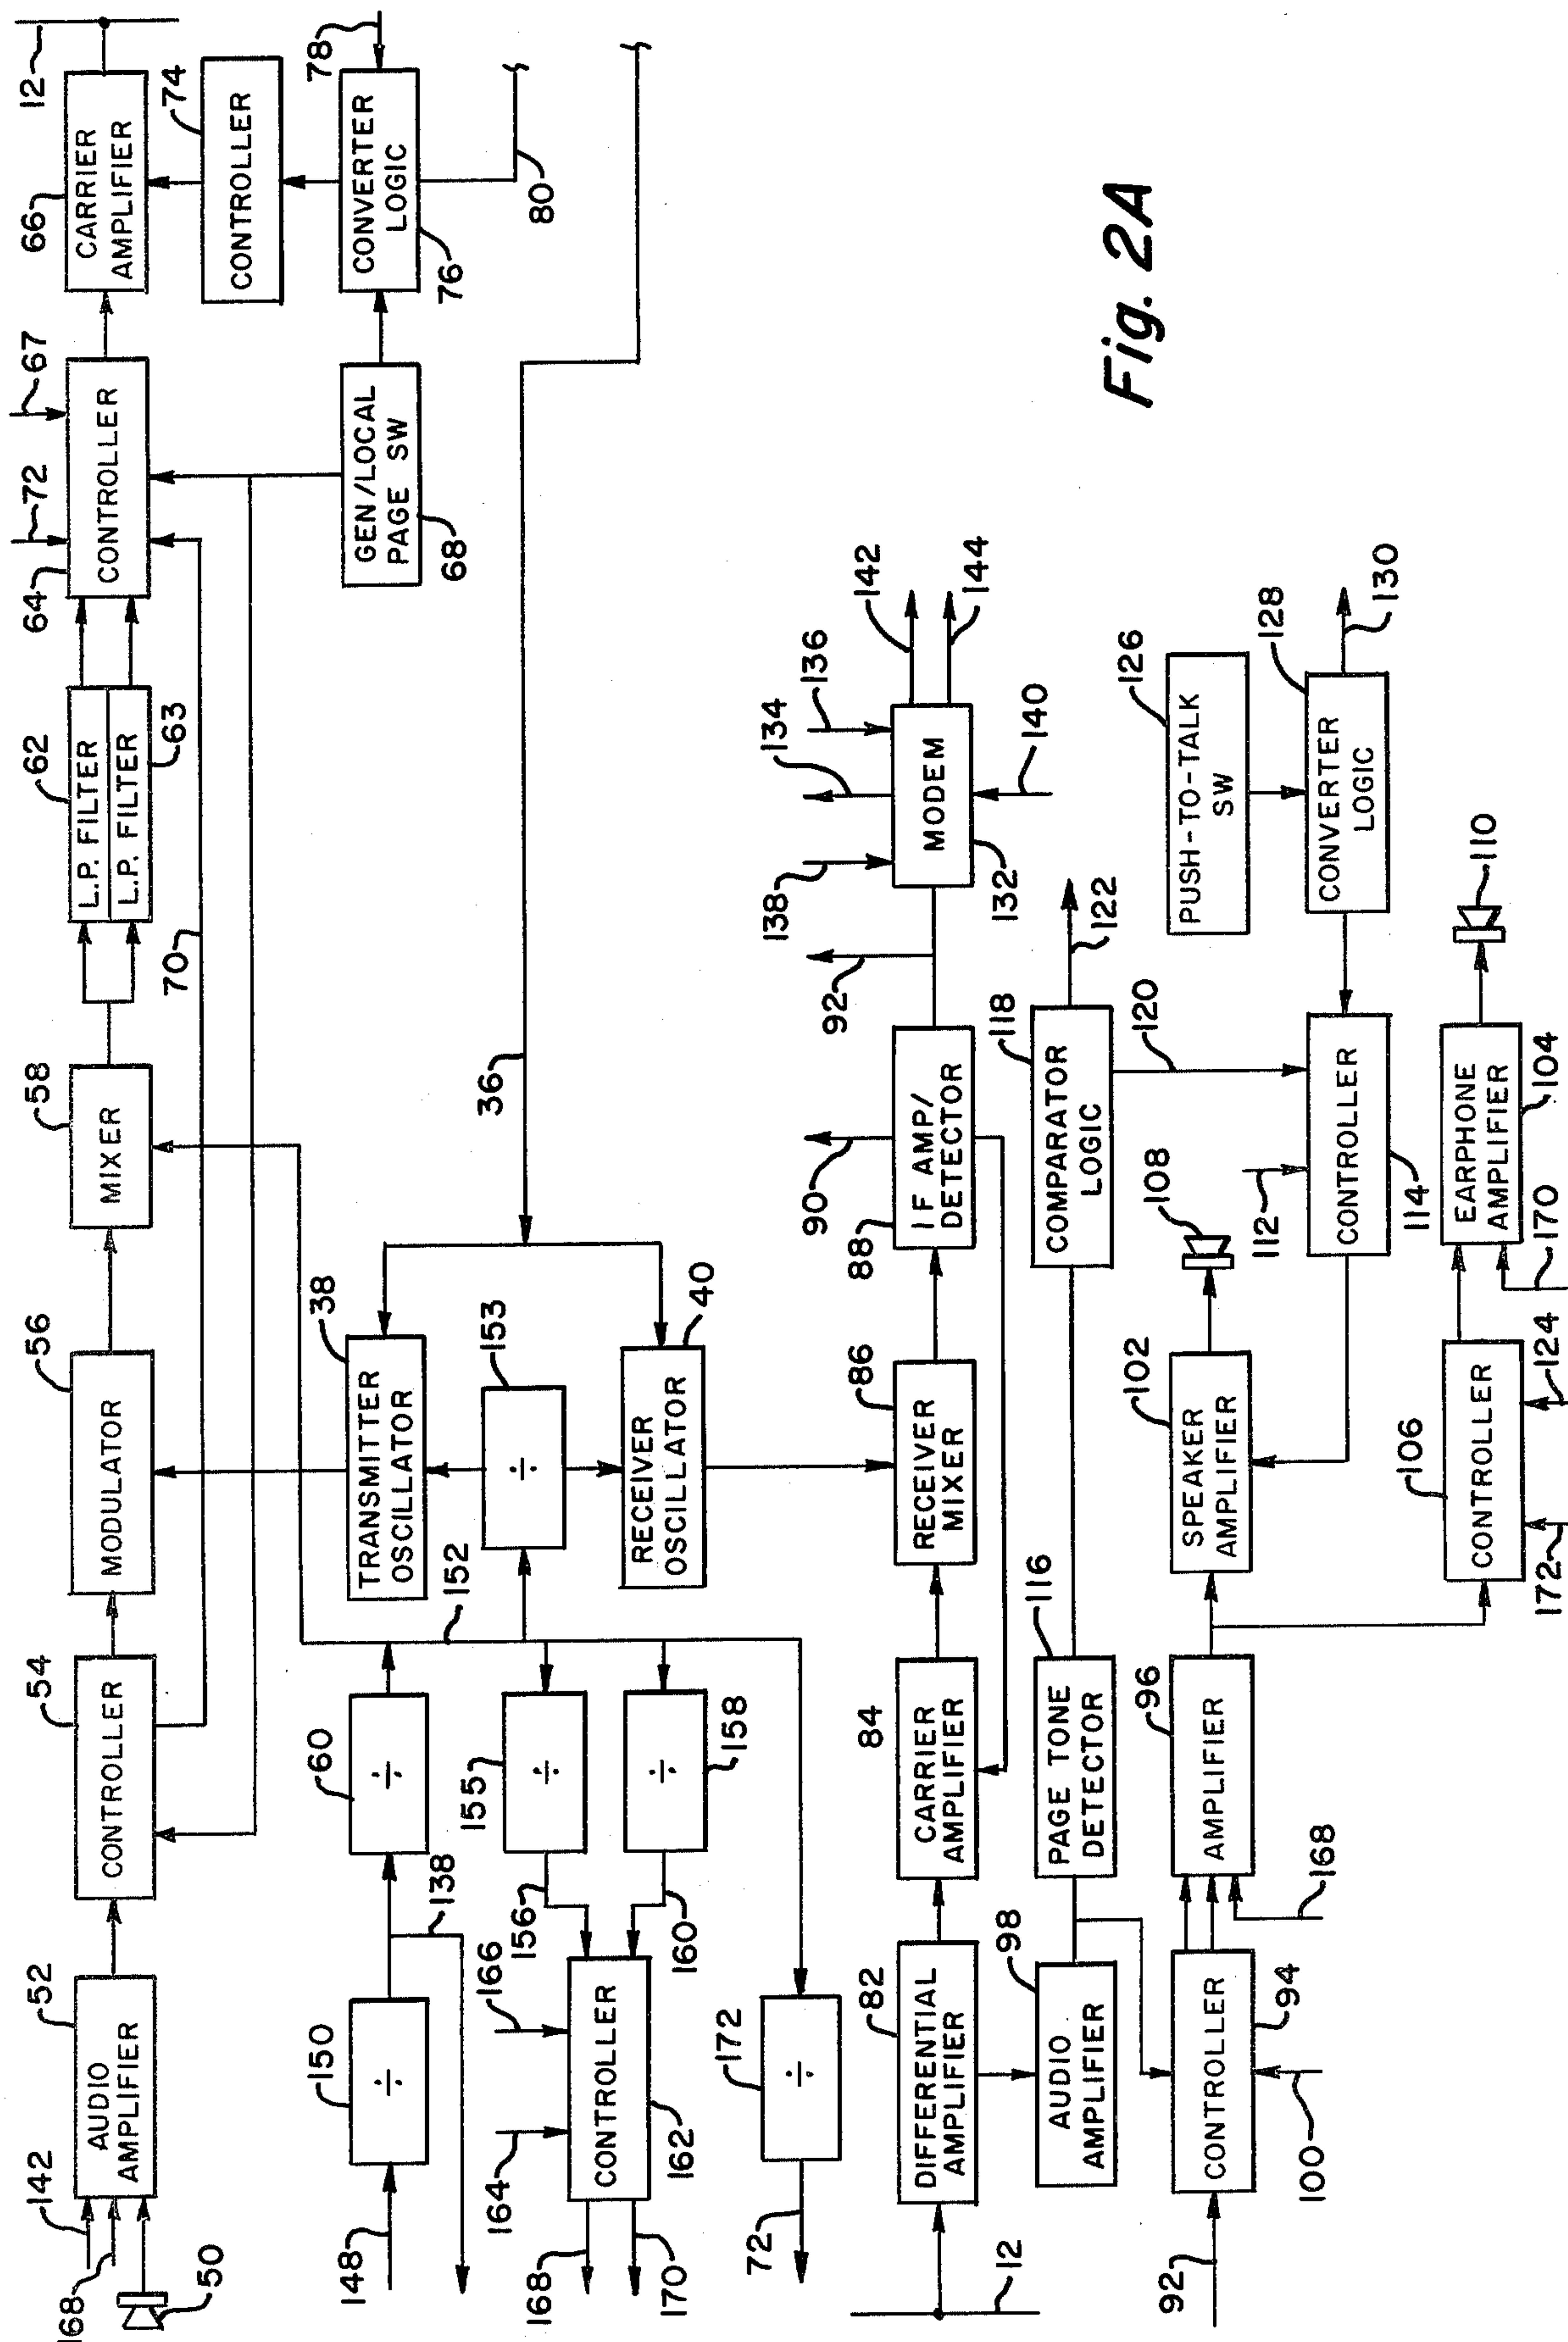 142
168
50
AUDIO
AMPLIFIER
52
CONTROLLER
54
MODULATOR
56
MIXER
58
L.P. FILTER
L.P. FILTER
62
63
CONTROLLER
64
72
67
CARRIER
AMPLIFIER
66
12
70
CONTROLLER
74
148
÷
150
138
÷
60
152
TRANSMITTER
OSCILLATOR
38
36
GEN/LOCAL
PAGE SW
68
CONVERTER
LOGIC
76
78
80
164
166
CONTROLLER
162
168
170
156
160
÷
155
÷
158
÷
153
RECEIVER
OSCILLATOR
40
72
÷
172
12
DIFFERENTIAL
AMPLIFIER
82
CARRIER
AMPLIFIER
84
RECEIVER
MIXER
86
IF AMP/
DETECTOR
88
90
92
138
134
136
MODEM
132
140
142
144
AUDIO
AMPLIFIER
98
PAGE TONE
DETECTOR
116
COMPARATOR
LOGIC
118
120
122
92
CONTROLLER
94
100
168
AMPLIFIER
96
SPEAKER
AMPLIFIER
102
108
112
CONTROLLER
114
PUSH-TO-TALK
SW
126
CONVERTER
LOGIC
128
130
172
CONTROLLER
106
124
170
EARPHONE
AMPLIFIER
104
110
Fig. 2A